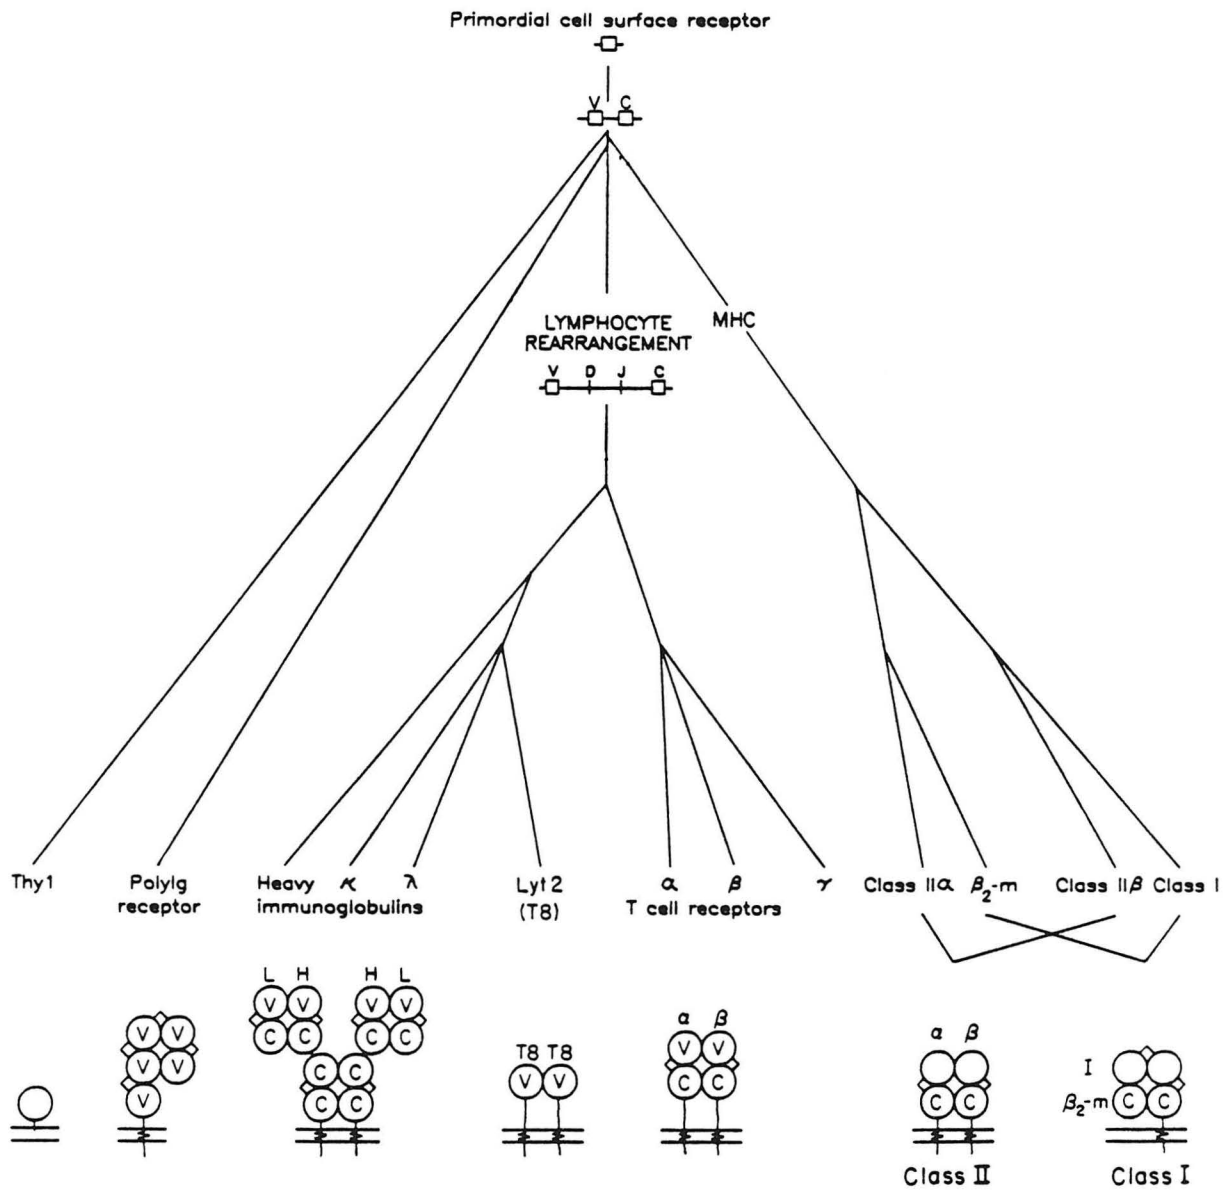 Primordial cell surface receptor
V C
LYMPHOCYTE
REARRANGEMENT
MHC
V D J C
Thy1
PolyIg
receptor
Heavy κ λ
immunoglobulins
Lyt2
(T8)
α β γ
T cell receptors
Class IIα β₂-m Class IIβ Class I
L H H L
V V V V
C C C C
C C
C C
V V
V V
V
T8 T8
V V
α β
V V
C C
α β
C C
Class II
I
β₂-m C C
Class I